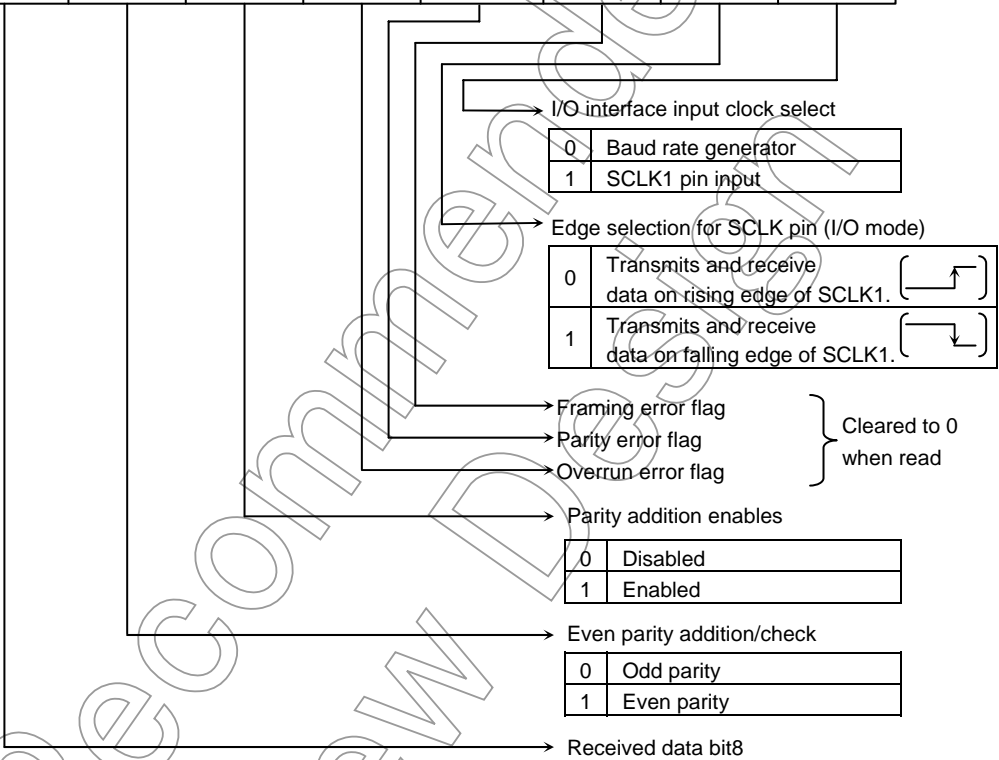 I/O interface input clock select
0 Baud rate generator
1 SCLK1 pin input
Edge selection for SCLK pin (I/O mode)
0 Transmits and receive
data on rising edge of SCLK1.
1 Transmits and receive
data on falling edge of SCLK1.
Framing error flag
Parity error flag
Overrun error flag
Cleared to 0
when read
Parity addition enables
0 Disabled
1 Enabled
Even parity addition/check
0 Odd parity
1 Even parity
Received data bit8
ecommende
ew Design